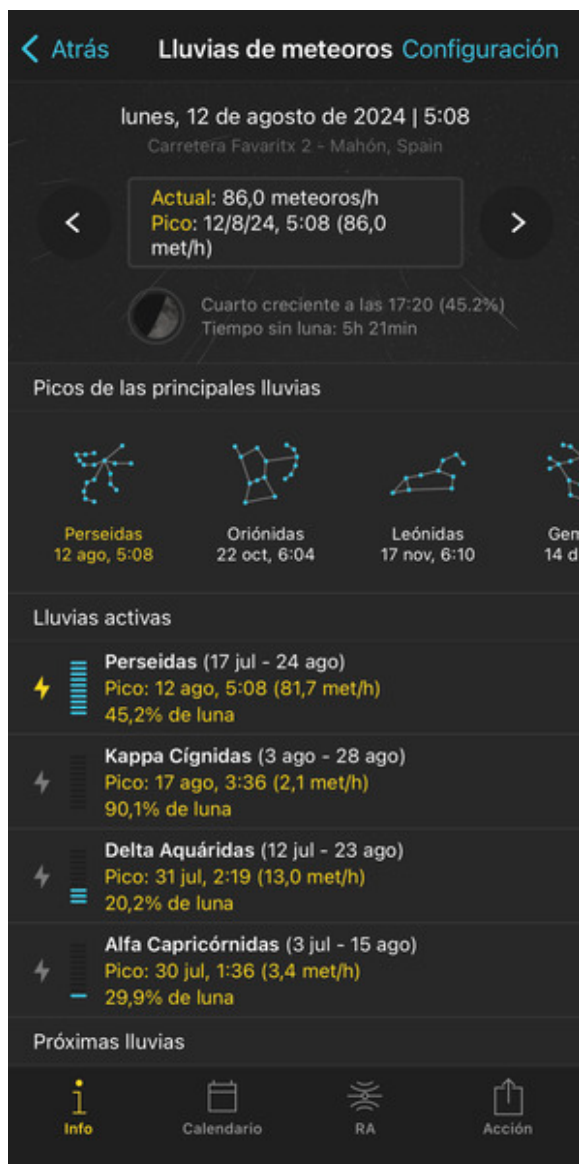 Atrás Lluvias de meteoros Configuración
lunes, 12 de agosto de 2024 | 5:08
Carretera Favaritx 2 - Mahón, Spain
Actual: 86,0 meteoros/h
Pico: 12/8/24, 5:08 (86,0
met/h)
Cuarto creciente a las 17:20 (45.2%)
Tiempo sin luna: 5h 21min
Picos de las principales lluvias
Perseidas
12 ago, 5:08
Oriónidas
22 oct, 6:04
Leónidas
17 nov, 6:10
Gem
14 d
Lluvias activas
Perseidas (17 jul - 24 ago)
Pico: 12 ago, 5:08 (81,7 met/h)
45,2% de luna
Kappa Cígnidas (3 ago - 28 ago)
Pico: 17 ago, 3:36 (2,1 met/h)
90,1% de luna
Delta Aquáridas (12 jul - 23 ago)
Pico: 31 jul, 2:19 (13,0 met/h)
20,2% de luna
Alfa Capricórnidas (3 jul - 15 ago)
Pico: 30 jul, 1:36 (3,4 met/h)
29,9% de luna
Próximas lluvias
Info
Calendario
RA
Acción